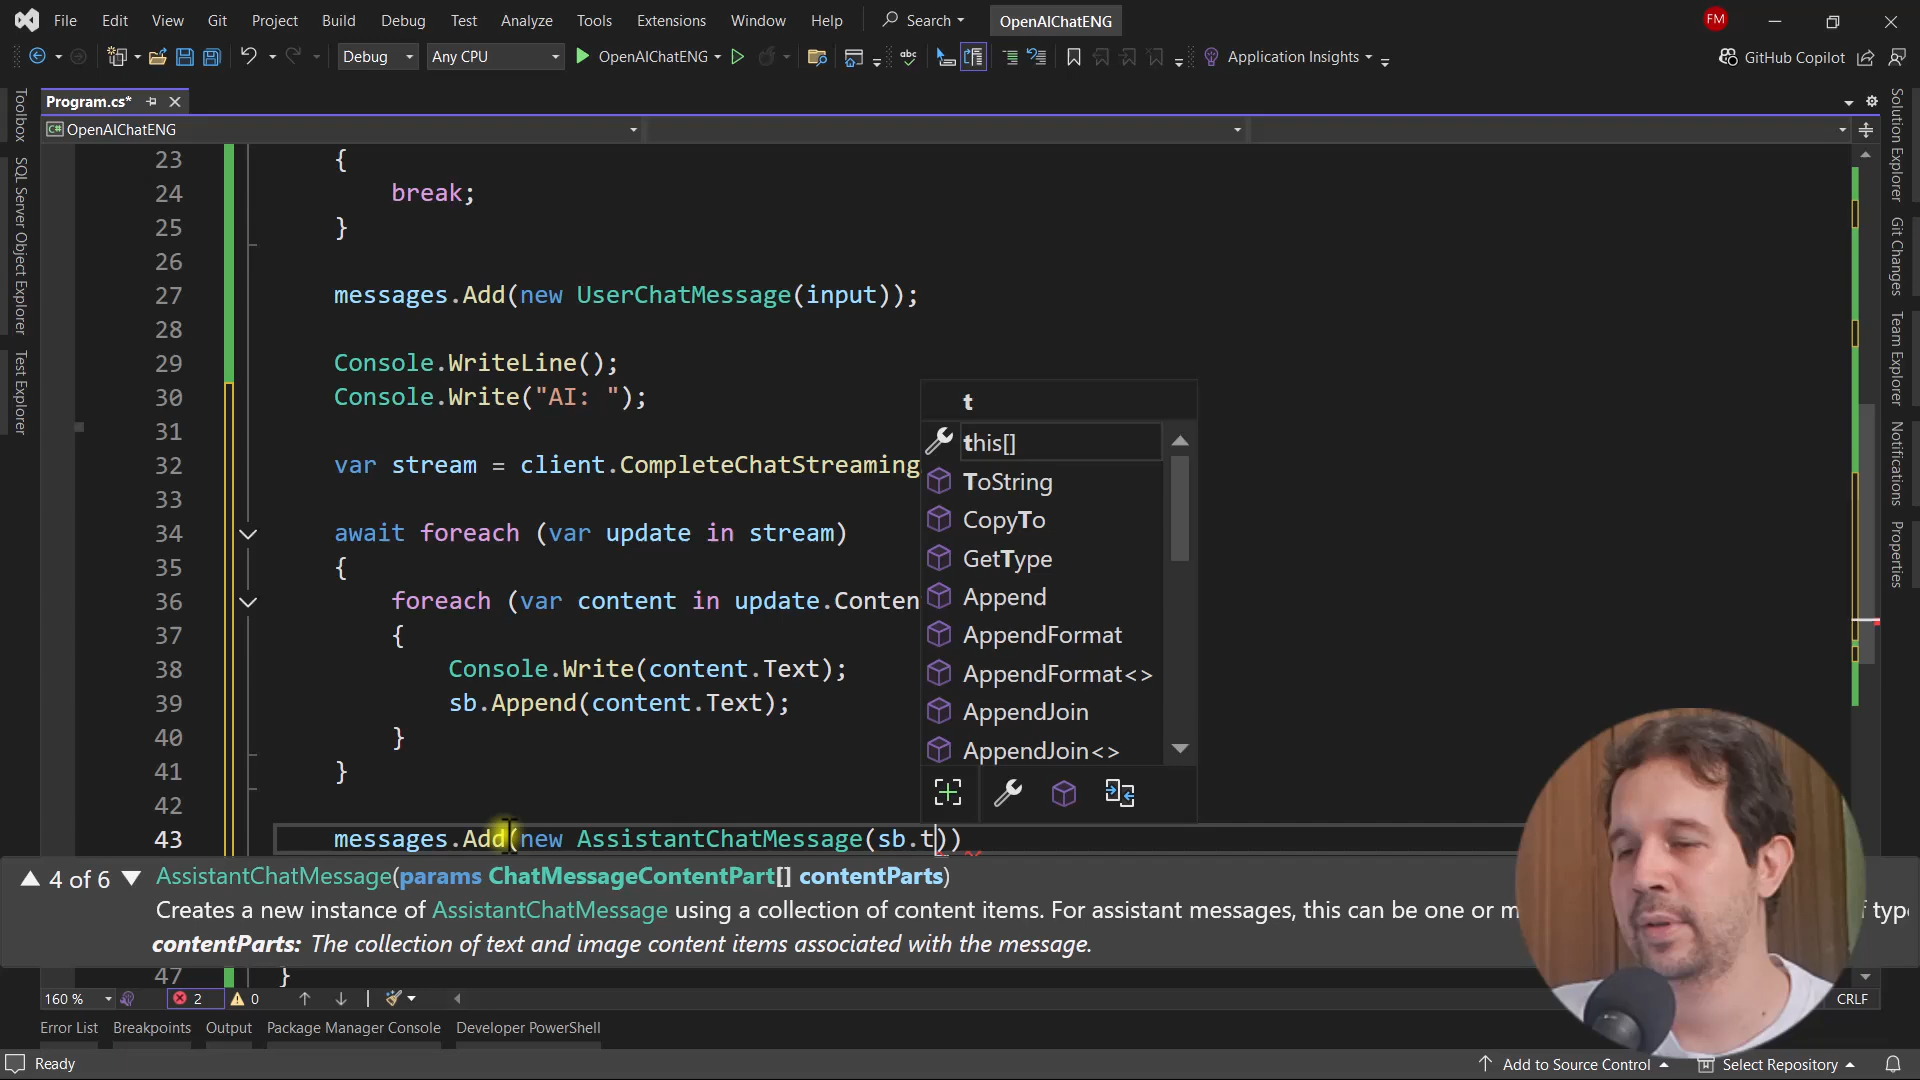 File Edit View Git Project Build Debug Test Analyze Tools Extensions Window Help Search OpenAIChatENG FM
Debug Any CPU OpenAIChatENG abc Application Insights GitHub Copilot
Program.cs*
C# OpenAIChatENG
Toolbox
SQL Server Object Explorer
Test Explorer
23 {
24 break;
25 }
26
27 messages.Add(new UserChatMessage(input));
28
29 Console.WriteLine();
30 Console.Write("AI: ");
31
32 var stream = client.CompleteChatStreaming
33
34 await foreach (var update in stream)
35 {
36 foreach (var content in update.Conten
37 {
38 Console.Write(content.Text);
39 sb.Append(content.Text);
40 }
41 }
42
43 messages.Add(new AssistantChatMessage(sb.t))
t
this[]
ToString
CopyTo
GetType
Append
AppendFormat
AppendFormat<>
AppendJoin
AppendJoin<>
4 of 6 AssistantChatMessage(params ChatMessageContentPart[] contentParts)
Creates a new instance of AssistantChatMessage using a collection of content items. For assistant messages, this can be one or m
contentParts: The collection of text and image content items associated with the message.
47 }
Solution Explorer
Git Changes
Team Explorer
Notifications
Properties
160 % 2 0 CRLF
Error List Breakpoints Output Package Manager Console Developer PowerShell
Ready Add to Source Control Select Repository